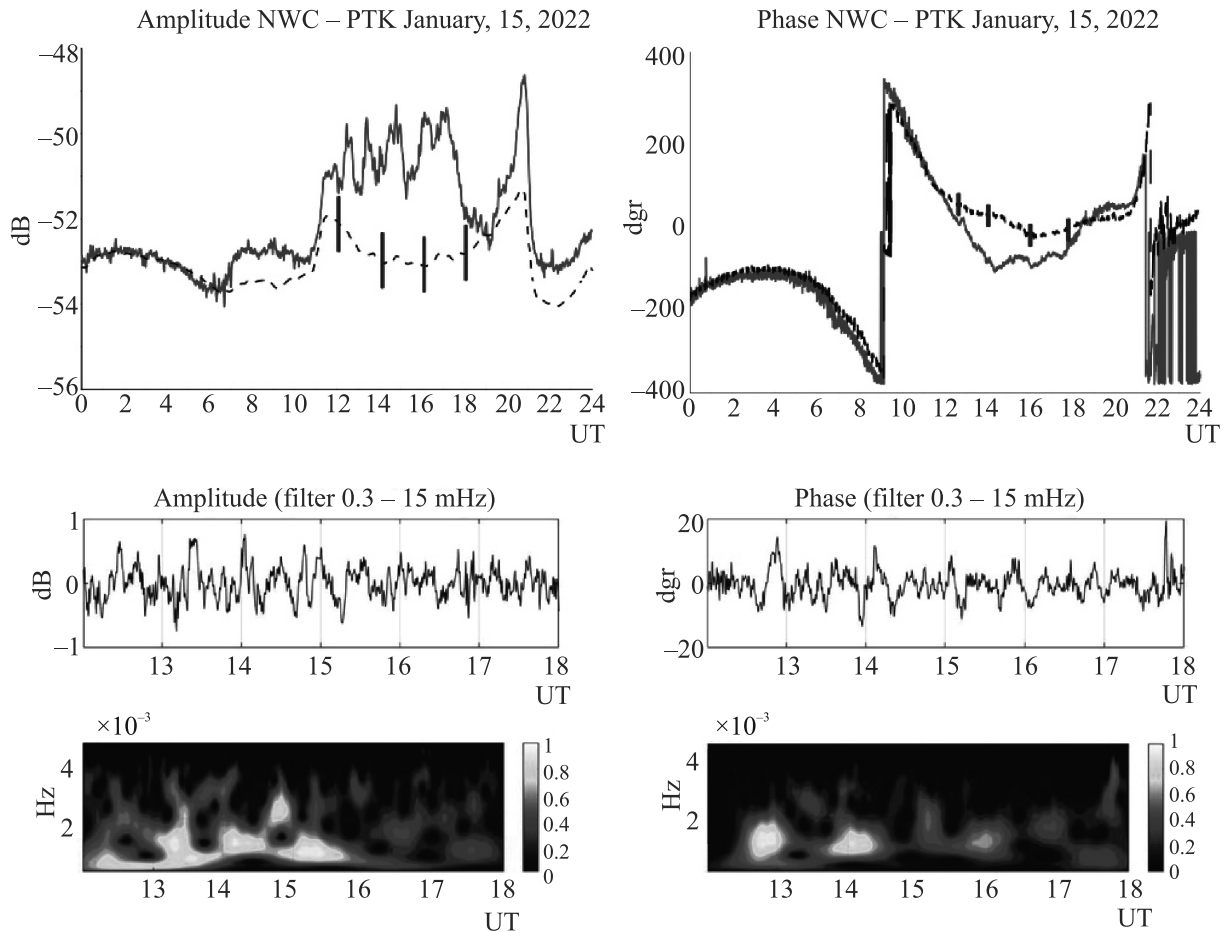 Amplitude NWC – PTK January, 15, 2022
–48
–50
–52
–54
–56
dB
0 2 4 6 8 10 12 14 16 18 20 22 24
UT
Phase NWC – PTK January, 15, 2022
400
200
0
–200
–400
dgr
0 2 4 6 8 10 12 14 16 18 20 22 24
UT
Amplitude (filter 0.3 – 15 mHz)
1
0
–1
dB
13 14 15 16 17 18
UT
Phase (filter 0.3 – 15 mHz)
20
0
–20
dgr
13 14 15 16 17 18
UT
×10⁻³
4
2
Hz
13 14 15 16 17 18
UT
1
0.8
0.6
0.4
0.2
0
×10⁻³
4
2
Hz
13 14 15 16 17 18
UT
1
0.8
0.6
0.4
0.2
0